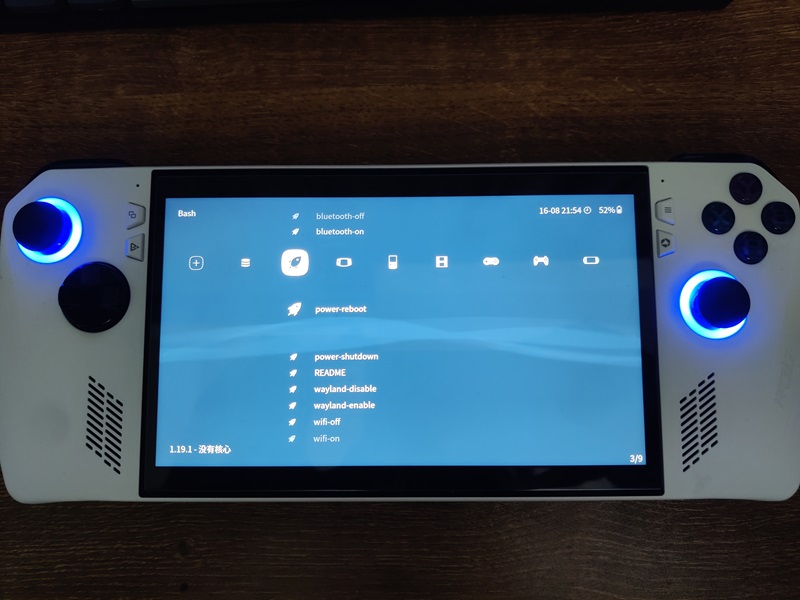 Bash
16-08 21:54 52%
bluetooth-off
bluetooth-on
power-reboot
power-shutdown
README
wayland-disable
wayland-enable
wifi-off
wifi-on
1.19.1 - 没有核心
3/9